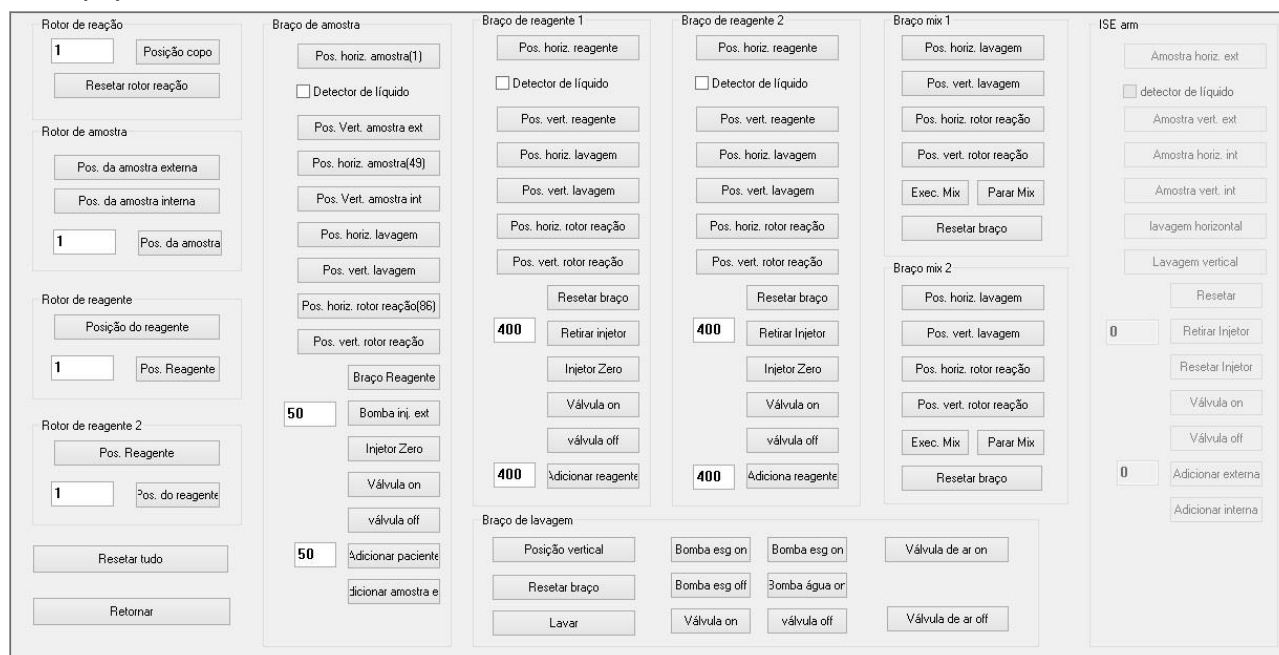 Rotor de reação
1
Posição copo
Resetar rotor reação
Rotor de amostra
Pos. da amostra externa
Pos. da amostra interna
1
Pos. da amostra
Rotor de reagente
Posição do reagente
1
Pos. Reagente
Rotor de reagente 2
Pos. Reagente
1
Pos. do reagente
Resetar tudo
Retornar
Braço de amostra
Pos. horiz. amostra(1)
Detector de líquido
Pos. Vert. amostra ext
Pos. horiz. amostra(49)
Pos. Vert. amostra int
Pos. horiz. lavagem
Pos. vert. lavagem
Pos. horiz. rotor reação(86)
Pos. vert. rotor reação
Braço Reagente
50
Bomba inj. ext
Injetor Zero
Válvula on
válvula off
50
Adicionar paciente
dicionar amostra e
Braço de reagente 1
Pos. horiz. reagente
Detector de líquido
Pos. vert. reagente
Pos. horiz. lavagem
Pos. vert. lavagem
Pos. horiz. rotor reação
Pos. vert. rotor reação
Resetar braço
400
Retirar injetor
Injetor Zero
Válvula on
válvula off
400
Adicionar reagente
Braço de reagente 2
Pos. horiz. reagente
Detector de líquido
Pos. vert. reagente
Pos. horiz. lavagem
Pos. vert. lavagem
Pos. horiz. rotor reação
Pos. vert. rotor reação
Resetar braço
400
Retirar Injetor
Injetor Zero
Válvula on
válvula off
400
Adiciona reagente
Braço mix 1
Pos. horiz. lavagem
Pos. vert. lavagem
Pos. horiz. rotor reação
Pos. vert. rotor reação
Exec. Mix
Parar Mix
Resetar braço
Braço mix 2
Pos. horiz. lavagem
Pos. vert. lavagem
Pos. horiz. rotor reação
Pos. vert. rotor reação
Exec. Mix
Parar Mix
Resetar braço
Braço de lavagem
Posição vertical
Bomba esg on
Bomba esg on
Válvula de ar on
Resetar braço
Bomba esg off
Bomba água on
Lavar
Válvula on
válvula off
Válvula de ar off
ISE arm
Amostra horiz. ext
detector de líquido
Amostra vert. ext
Amostra horiz. int
Amostra vert. int
lavagem horizontal
Lavagem vertical
Resetar
0
Retirar Injetor
Resetar Injetor
Válvula on
Válvula off
0
Adicionar externa
Adicionar interna